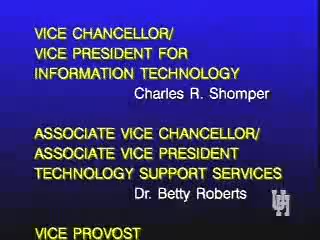 VICE CHANCELLOR/
VICE PRESIDENT FOR
INFORMATION TECHNOLOGY
Charles R. Shomper
ASSOCIATE VICE CHANCELLOR/
ASSOCIATE VICE PRESIDENT
TECHNOLOGY SUPPORT SERVICES
Dr. Betty Roberts
VICE PROVOST